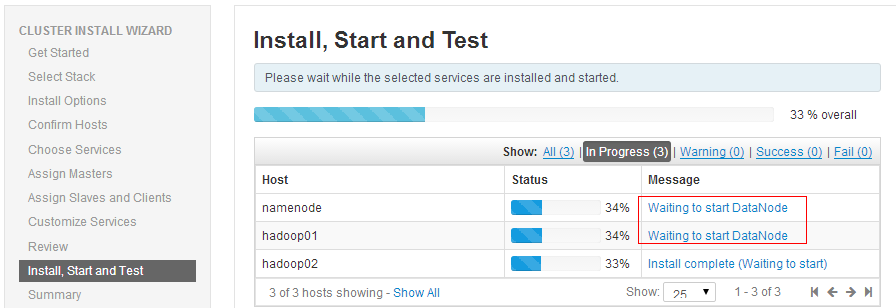 CLUSTER INSTALL WIZARD
Get Started
Select Stack
Install Options
Confirm Hosts
Choose Services
Assign Masters
Assign Slaves and Clients
Customize Services
Review
Install, Start and Test
Summary
Install, Start and Test
Please wait while the selected services are installed and started.
33 % overall
Show: All (3) | In Progress (3) | Warning (0) | Success (0) | Fail (0)
Host Status Message
namenode 34% Waiting to start DataNode
hadoop01 34% Waiting to start DataNode
hadoop02 33% Install complete (Waiting to start)
3 of 3 hosts showing - Show All Show: 25 1 - 3 of 3